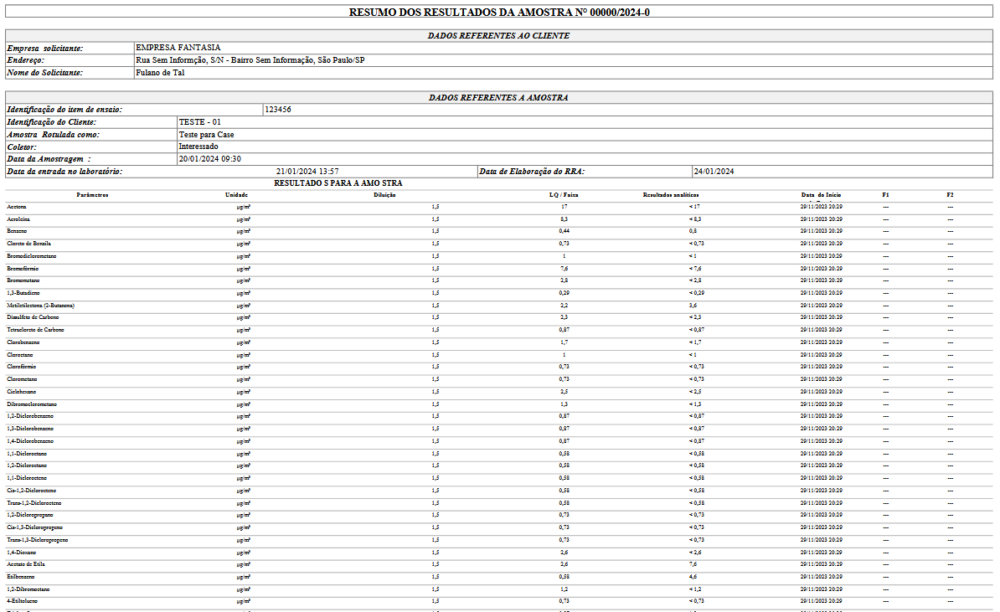 RESUMO DOS RESULTADOS DA AMOSTRA N° 00000/2024-0
DADOS REFERENTES AO CLIENTE
Empresa solicitante: EMPRESA FANTASIA
Endereço: Rua Sem Informção, S/N - Bairro Sem Informação, São Paulo/SP
Nome do Solicitante: Fulano de Tal
DADOS REFERENTES A AMOSTRA
Identificação do item de ensaio: 123456
Identificação do Cliente: TESTE - 01
Amostra Rotulada como: Teste para Case
Coletor: Interessado
Data da Amostragem : 20/01/2024 09:30
Data da entrada no laboratório: 21/01/2024 13:57 Data de Elaboração do RRA: 24/01/2024
RESULTADO S PARA A AMO STRA
Parâmetros Unidade Diluição LQ / Faixa Resultados analíticos Data do Início F1 F2
Acetona µg/m³ 1,5 17 < 17 29/11/2023 20:29 --- ---
Acroleína µg/m³ 1,5 8,3 < 8,3 29/11/2023 20:29 --- ---
Benzeno µg/m³ 1,5 0,44 0,8 29/11/2023 20:29 --- ---
Cloreto de Benzila µg/m³ 1,5 0,73 < 0,73 29/11/2023 20:29 --- ---
Bromodiclorometano µg/m³ 1,5 1 < 1 29/11/2023 20:29 --- ---
Bromofórmio µg/m³ 1,5 7,6 < 7,6 29/11/2023 20:29 --- ---
Bromometano µg/m³ 1,5 2,8 < 2,8 29/11/2023 20:29 --- ---
1,3-Butadieno µg/m³ 1,5 0,29 < 0,29 29/11/2023 20:29 --- ---
Metiletilcetona (2-Butanona) µg/m³ 1,5 2,2 3,6 29/11/2023 20:29 --- ---
Dissulfeto de Carbono µg/m³ 1,5 2,3 < 2,3 29/11/2023 20:29 --- ---
Tetracloreto de Carbono µg/m³ 1,5 0,87 < 0,87 29/11/2023 20:29 --- ---
Clorobenzeno µg/m³ 1,5 1,7 < 1,7 29/11/2023 20:29 --- ---
Cloroetano µg/m³ 1,5 1 < 1 29/11/2023 20:29 --- ---
Clorofórmio µg/m³ 1,5 0,73 < 0,73 29/11/2023 20:29 --- ---
Clorometano µg/m³ 1,5 0,73 < 0,73 29/11/2023 20:29 --- ---
Ciclohexano µg/m³ 1,5 2,5 < 2,5 29/11/2023 20:29 --- ---
Dibromoclorometano µg/m³ 1,5 1,3 < 1,3 29/11/2023 20:29 --- ---
1,2-Diclorobenzeno µg/m³ 1,5 0,87 < 0,87 29/11/2023 20:29 --- ---
1,3-Diclorobenzeno µg/m³ 1,5 0,87 < 0,87 29/11/2023 20:29 --- ---
1,4-Diclorobenzeno µg/m³ 1,5 0,87 < 0,87 29/11/2023 20:29 --- ---
1,1-Dicloroetano µg/m³ 1,5 0,58 < 0,58 29/11/2023 20:29 --- ---
1,2-Dicloroetano µg/m³ 1,5 0,58 < 0,58 29/11/2023 20:29 --- ---
1,1-Dicloroeteno µg/m³ 1,5 0,58 < 0,58 29/11/2023 20:29 --- ---
Cis-1,2-Dicloroeteno µg/m³ 1,5 0,58 < 0,58 29/11/2023 20:29 --- ---
Trans-1,2-Dicloroeteno µg/m³ 1,5 0,58 < 0,58 29/11/2023 20:29 --- ---
1,2-Dicloropropano µg/m³ 1,5 0,73 < 0,73 29/11/2023 20:29 --- ---
Cis-1,3-Dicloropropeno µg/m³ 1,5 0,73 < 0,73 29/11/2023 20:29 --- ---
Trans-1,3-Dicloropropeno µg/m³ 1,5 0,73 < 0,73 29/11/2023 20:29 --- ---
1,4-Dioxano µg/m³ 1,5 2,6 < 2,6 29/11/2023 20:29 --- ---
Acetato de Etila µg/m³ 1,5 2,6 7,6 29/11/2023 20:29 --- ---
Etilbenzeno µg/m³ 1,5 0,58 4,6 29/11/2023 20:29 --- ---
1,2-Dibromoetano µg/m³ 1,5 1,2 < 1,2 29/11/2023 20:29 --- ---
4-Etiltolueno µg/m³ 1,5 0,73 < 0,73 29/11/2023 20:29 --- ---